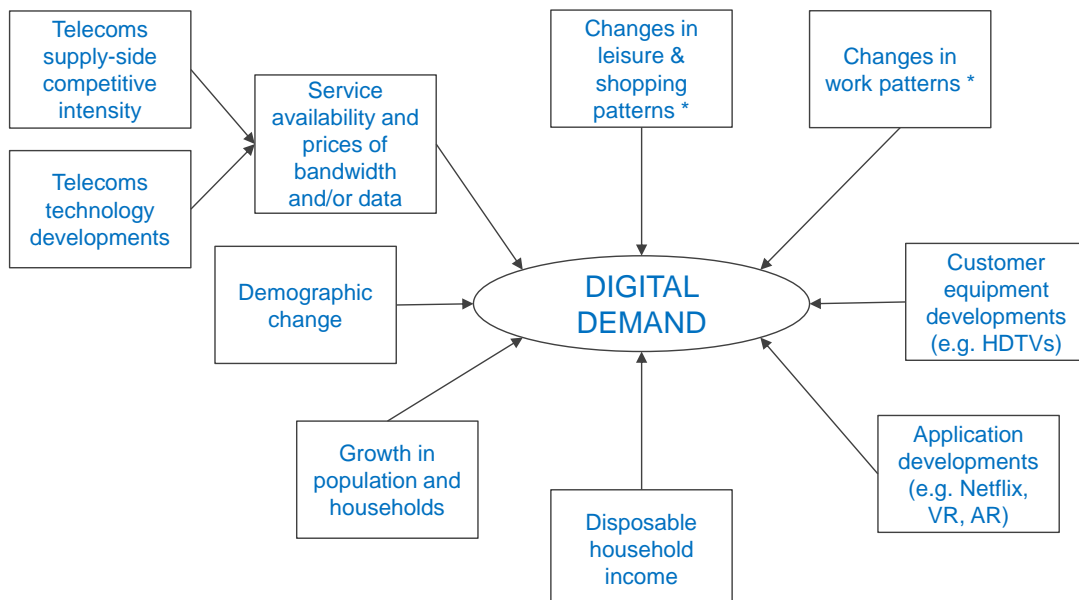 Telecoms
supply-side
competitive
intensity
Telecoms
technology
developments
Service
availability and
prices of
bandwidth
and/or data
Changes in
leisure &
shopping
patterns *
Changes in
work patterns *
Demographic
change
DIGITAL
DEMAND
Customer
equipment
developments
(e.g. HDTVs)
Growth in
population and
households
Disposable
household
income
Application
developments
(e.g. Netflix,
VR, AR)